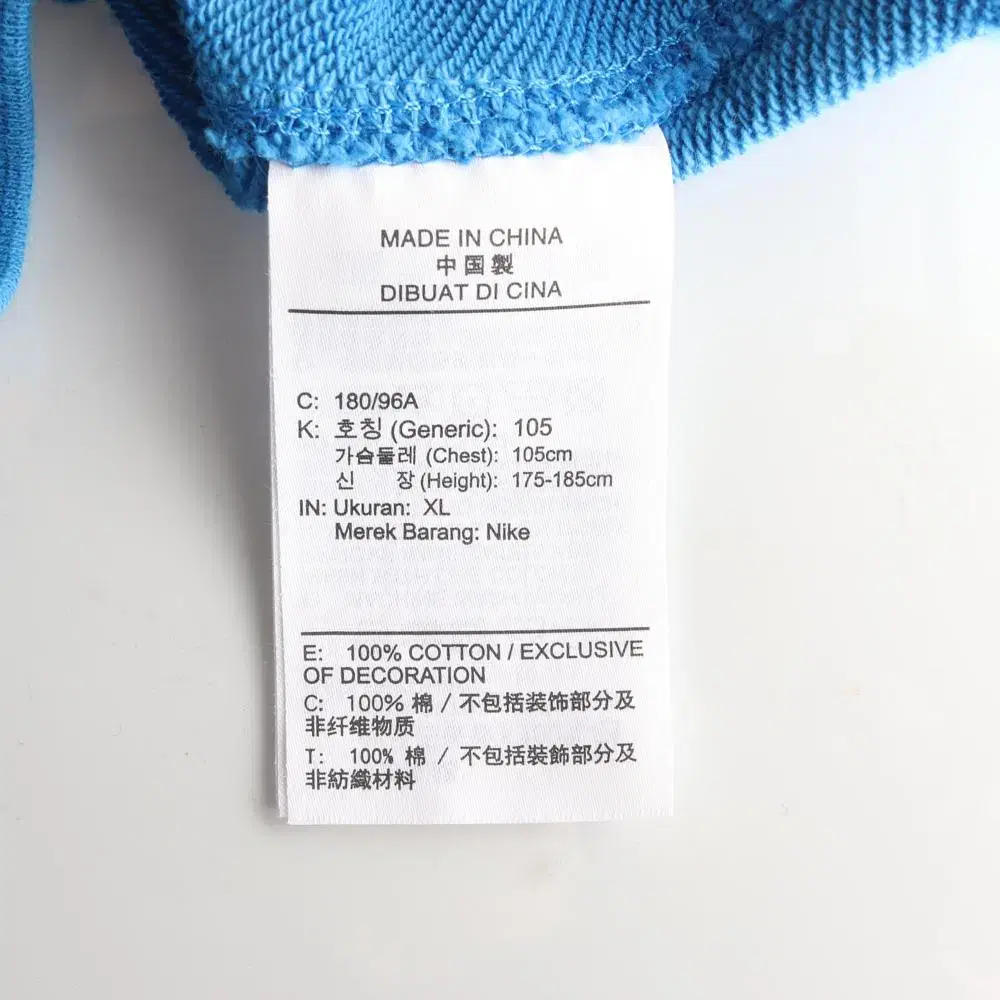 MADE IN CHINA
中国製
DIBUAT DI CINA
C: 180/96A
K: 호칭 (Generic): 105
가슴둘레 (Chest): 105cm
신 장 (Height): 175-185cm
IN: Ukuran: XL
Merek Barang: Nike
E: 100% COTTON / EXCLUSIVE
OF DECORATION
C: 100% 棉 / 不包括装饰部分及
非纤维物质
T: 100% 棉 / 不包括裝飾部分及
非紡織材料